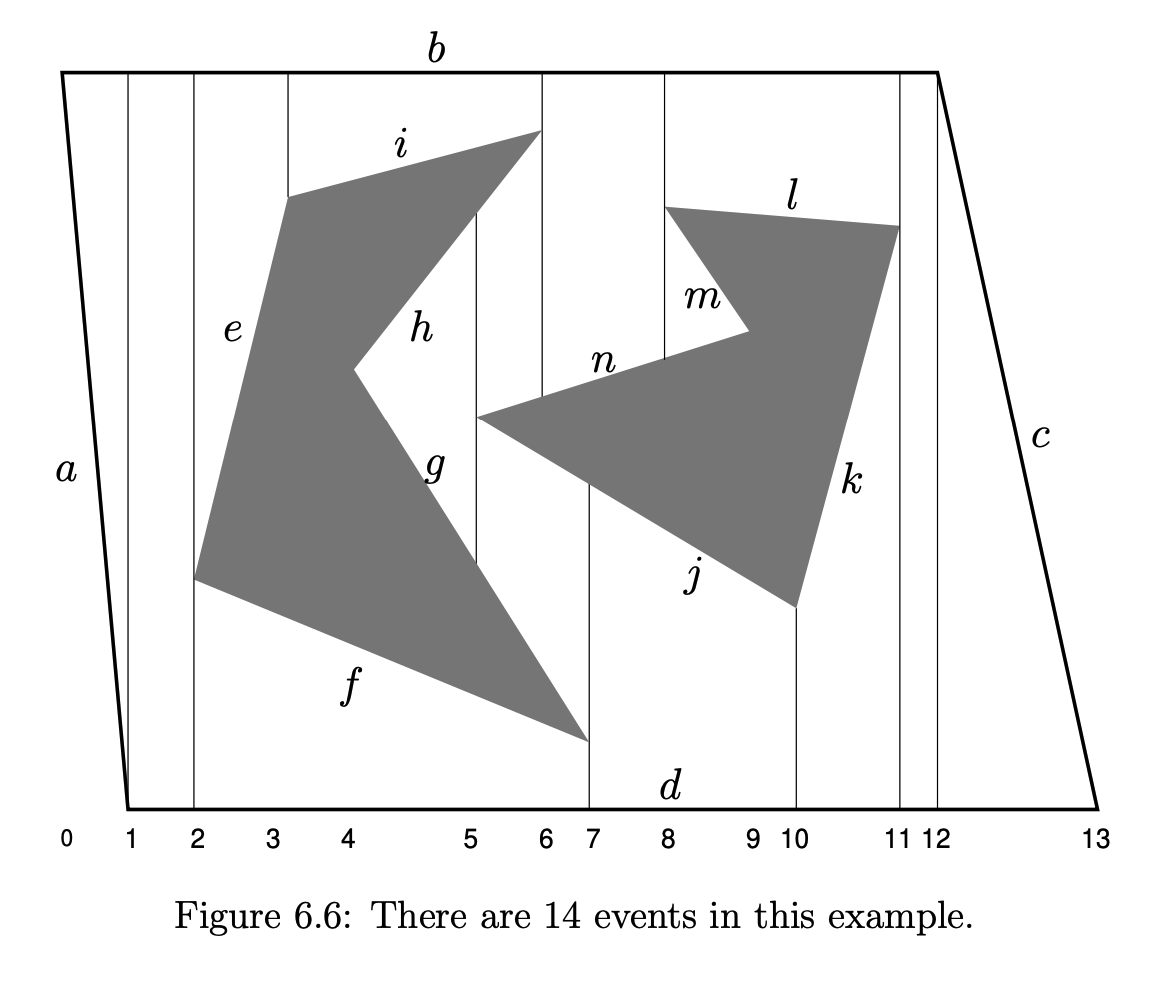 b
i
l
m
e
h
n
c
a
g
k
j
f
d
0 1 2 3 4 5 6 7 8 9 10 11 12 13
Figure 6.6: There are 14 events in this example.